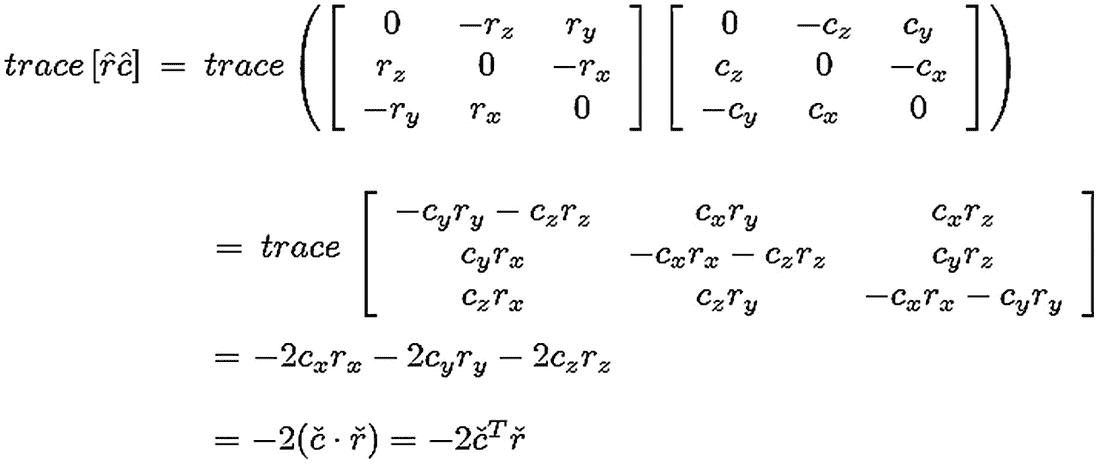 trace [r̂ĉ] = trace ( [ 0 −r_z r_y ; r_z 0 −r_x ; −r_y r_x 0 ] [ 0 −c_z c_y ; c_z 0 −c_x ; −c_y c_x 0 ] )
= trace [ −c_y r_y − c_z r_z c_x r_y c_x r_z ; c_y r_x −c_x r_x − c_z r_z c_y r_z ; c_z r_x c_z r_y −c_x r_x − c_y r_y ]
= −2c_x r_x − 2c_y r_y − 2c_z r_z
= −2(č · ř) = −2č^T ř